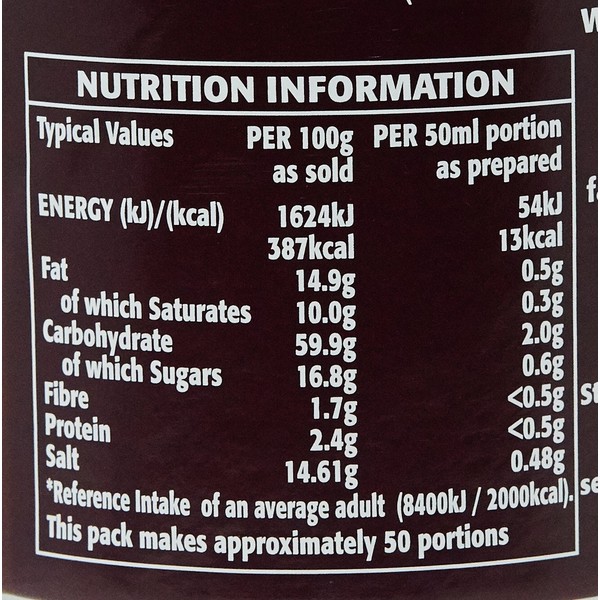 NUTRITION INFORMATION
Typical Values PER 100g PER 50ml portion
as sold as prepared
ENERGY (kJ)/(kcal) 1624kJ 54kJ
387kcal 13kcal
Fat 14.9g 0.5g
of which Saturates 10.0g 0.3g
Carbohydrate 59.9g 2.0g
of which Sugars 16.8g 0.6g
Fibre 1.7g <0.5g
Protein 2.4g <0.5g
Salt 14.61g 0.48g
*Reference Intake of an average adult (8400kJ / 2000kcal).
This pack makes approximately 50 portions